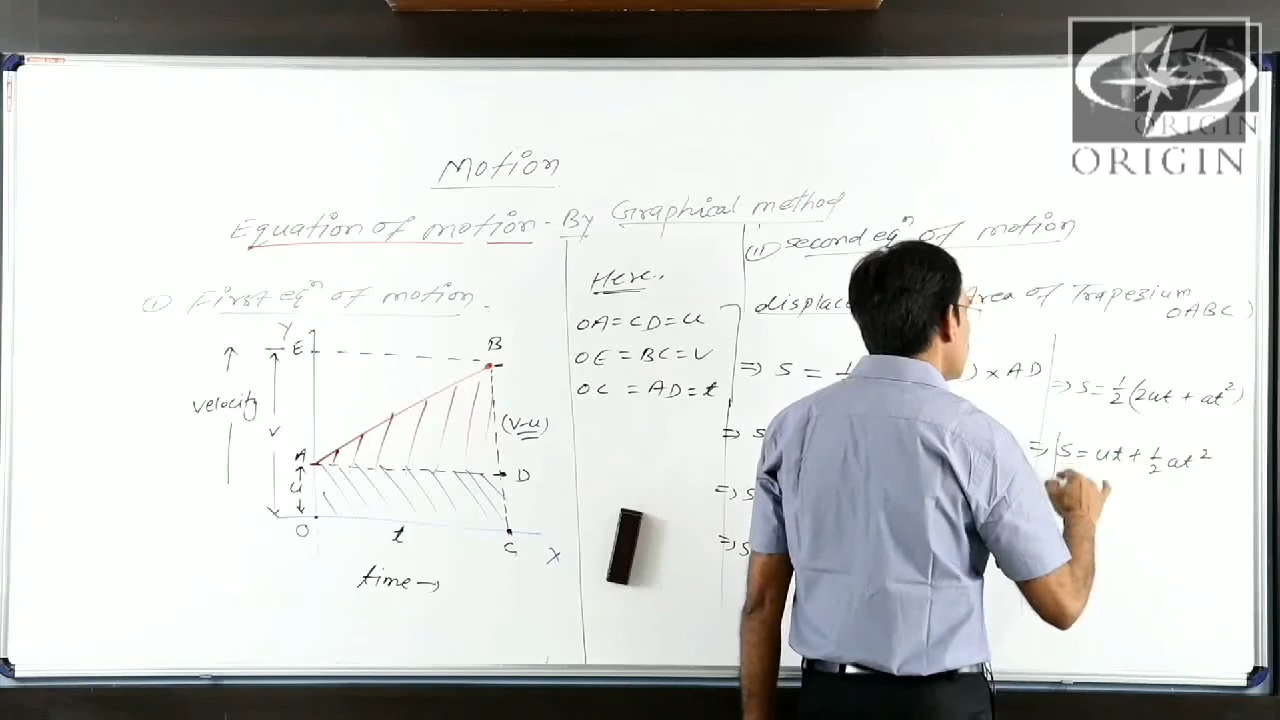 ORIGIN
ORIGIN
Motion
Equation of motion - By Graphical method
(i) First eqⁿ of motion.
Y
E
B
velocity
v
(v-u)
A
D
u
O
t
C
X
time →
Here.
OA = CD = u
OE = BC = v
OC = AD = t
(ii) second eqⁿ of motion
Area of Trapezium
OABC)
⇒ S = ) × AD
⇒ S
⇒ S
⇒ S
⇒ S = 1/2 (2ut + at²)
⇒ S = ut + 1/2 at²